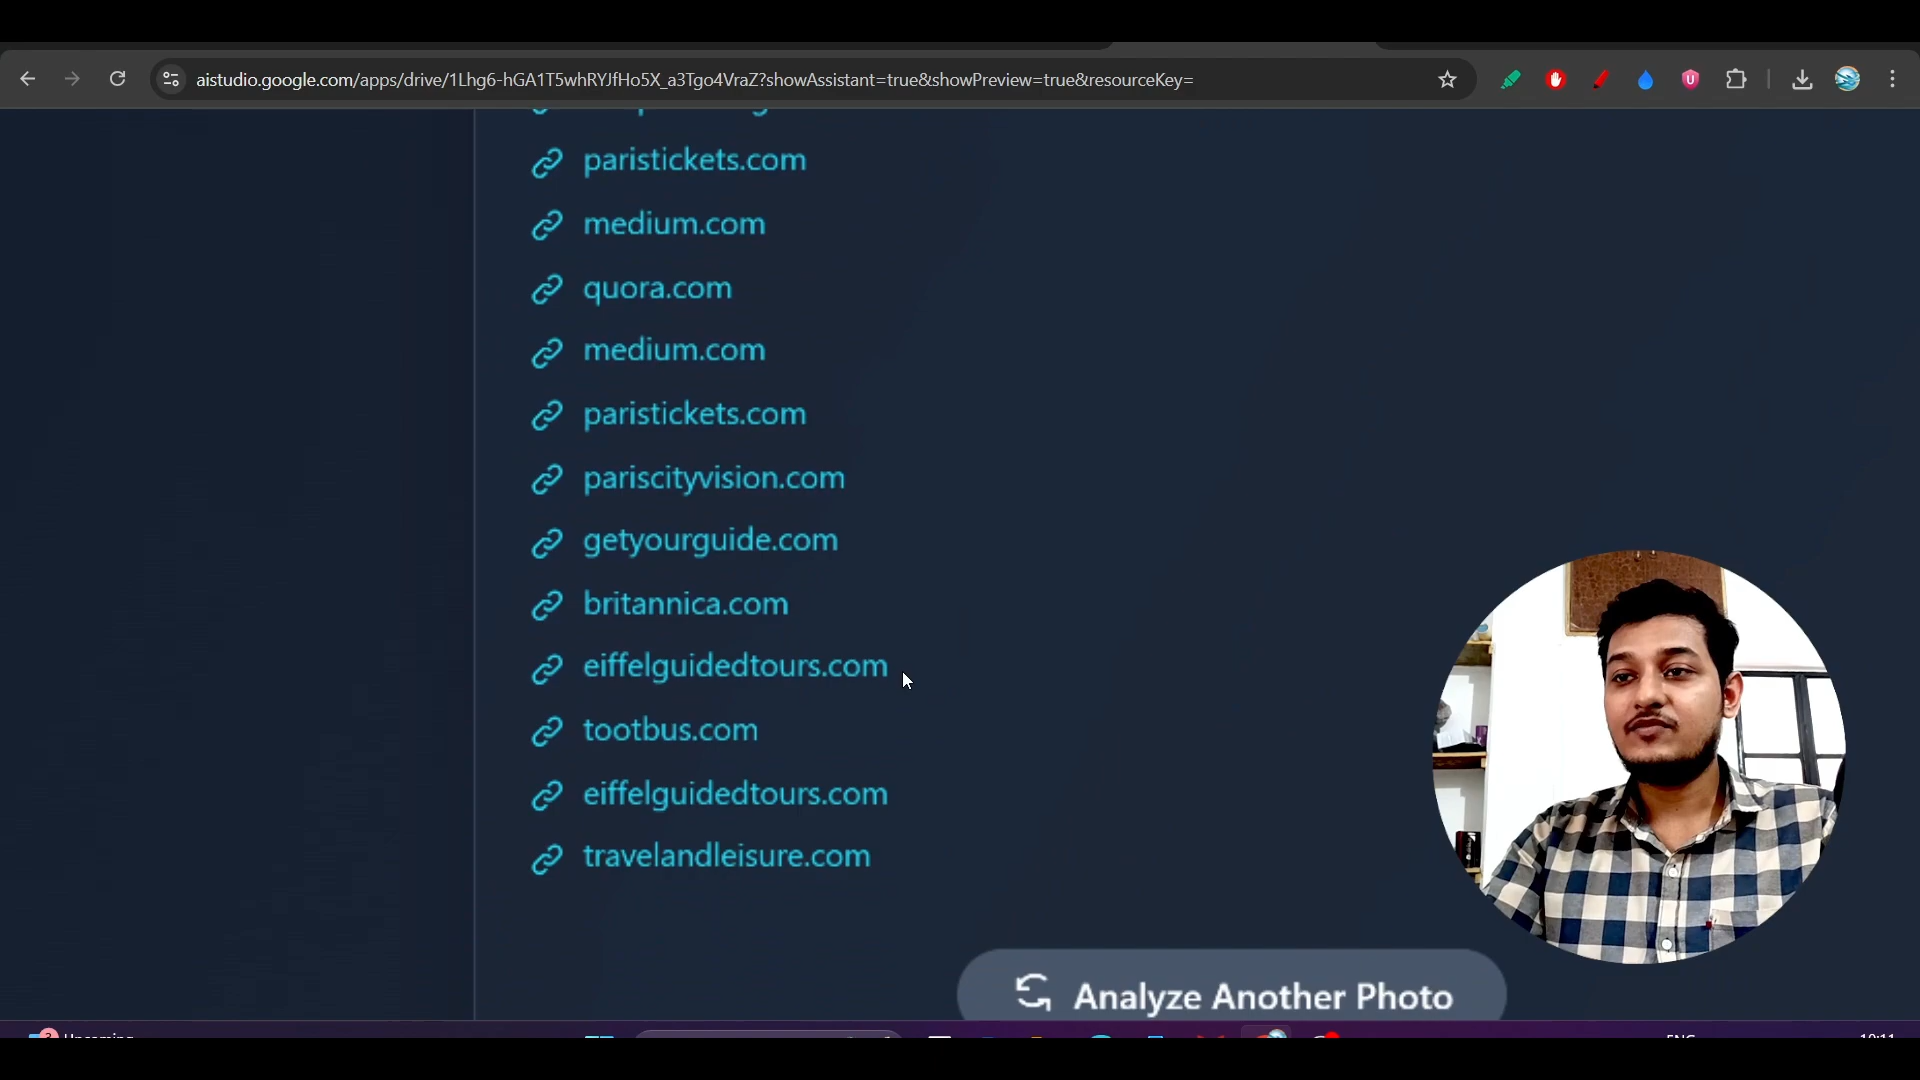 aistudio.google.com/apps/drive/1Lhg6-hGA1T5whRYJfHo5X_a3Tgo4VraZ?showAssistant=true&showPreview=true&resourceKey=
paristickets.com
medium.com
quora.com
medium.com
paristickets.com
pariscityvision.com
getyourguide.com
britannica.com
eiffelguidedtours.com
tootbus.com
eiffelguidedtours.com
travelandleisure.com
Analyze Another Photo